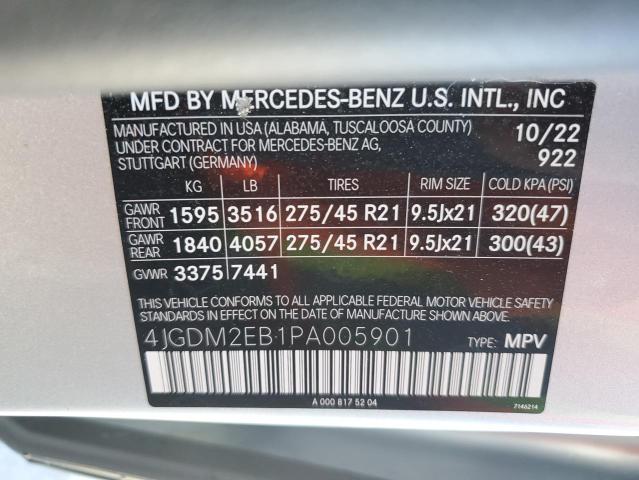 MFD BY MERCEDES-BENZ U.S. INTL., INC
MANUFACTURED IN USA (ALABAMA, TUSCALOOSA COUNTY) 10/22
UNDER CONTRACT FOR MERCEDES-BENZ AG, 922
STUTTGART (GERMANY)
KG LB TIRES RIM SIZE COLD KPA (PSI)
GAWR FRONT 1595 3516 275/45 R21 9.5Jx21 320(47)
GAWR REAR 1840 4057 275/45 R21 9.5Jx21 300(43)
GVWR 3375 7441
THIS VEHICLE CONFORMS TO ALL APPLICABLE FEDERAL MOTOR VEHICLE SAFETY
STANDARDS IN EFFECT ON THE DATE OF MANUFACTURE SHOWN ABOVE.
4JGDM2EB1PA005901 TYPE: MPV
A 000 817 52 04
7146214